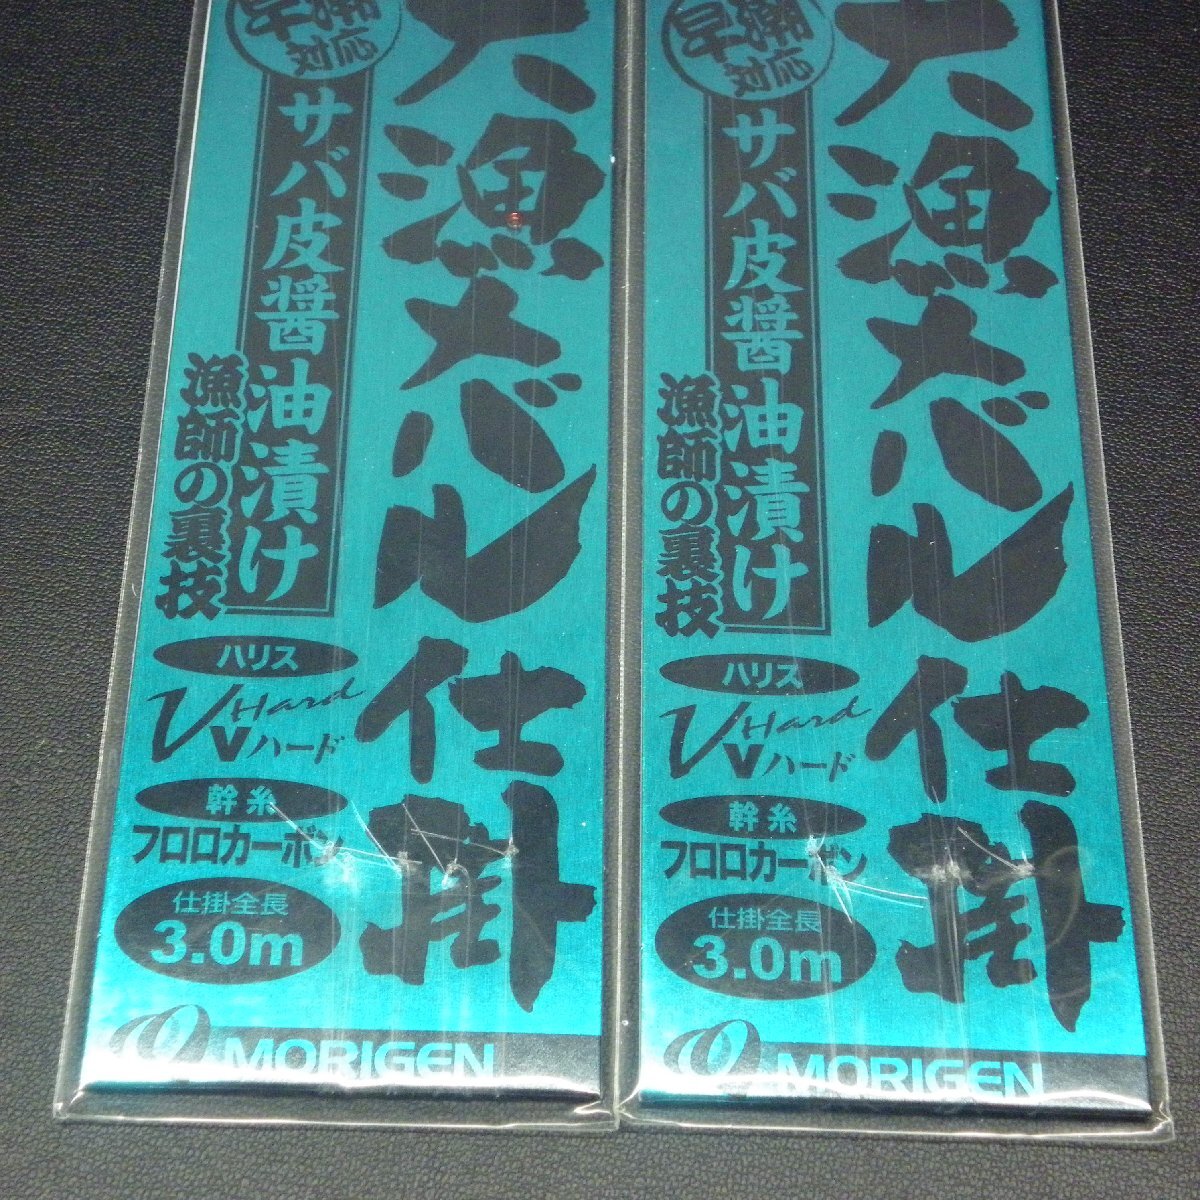 大漁メバル仕掛
早潮
対応
サバ皮醤油漬け
漁師の裏技
ハリス
V Hard
Vハード
幹糸
フロロカーボン
仕掛全長
3.0m
MORIGEN
大漁メバル仕掛
早潮
対応
サバ皮醤油漬け
漁師の裏技
ハリス
V Hard
Vハード
幹糸
フロロカーボン
仕掛全長
3.0m
MORIGEN